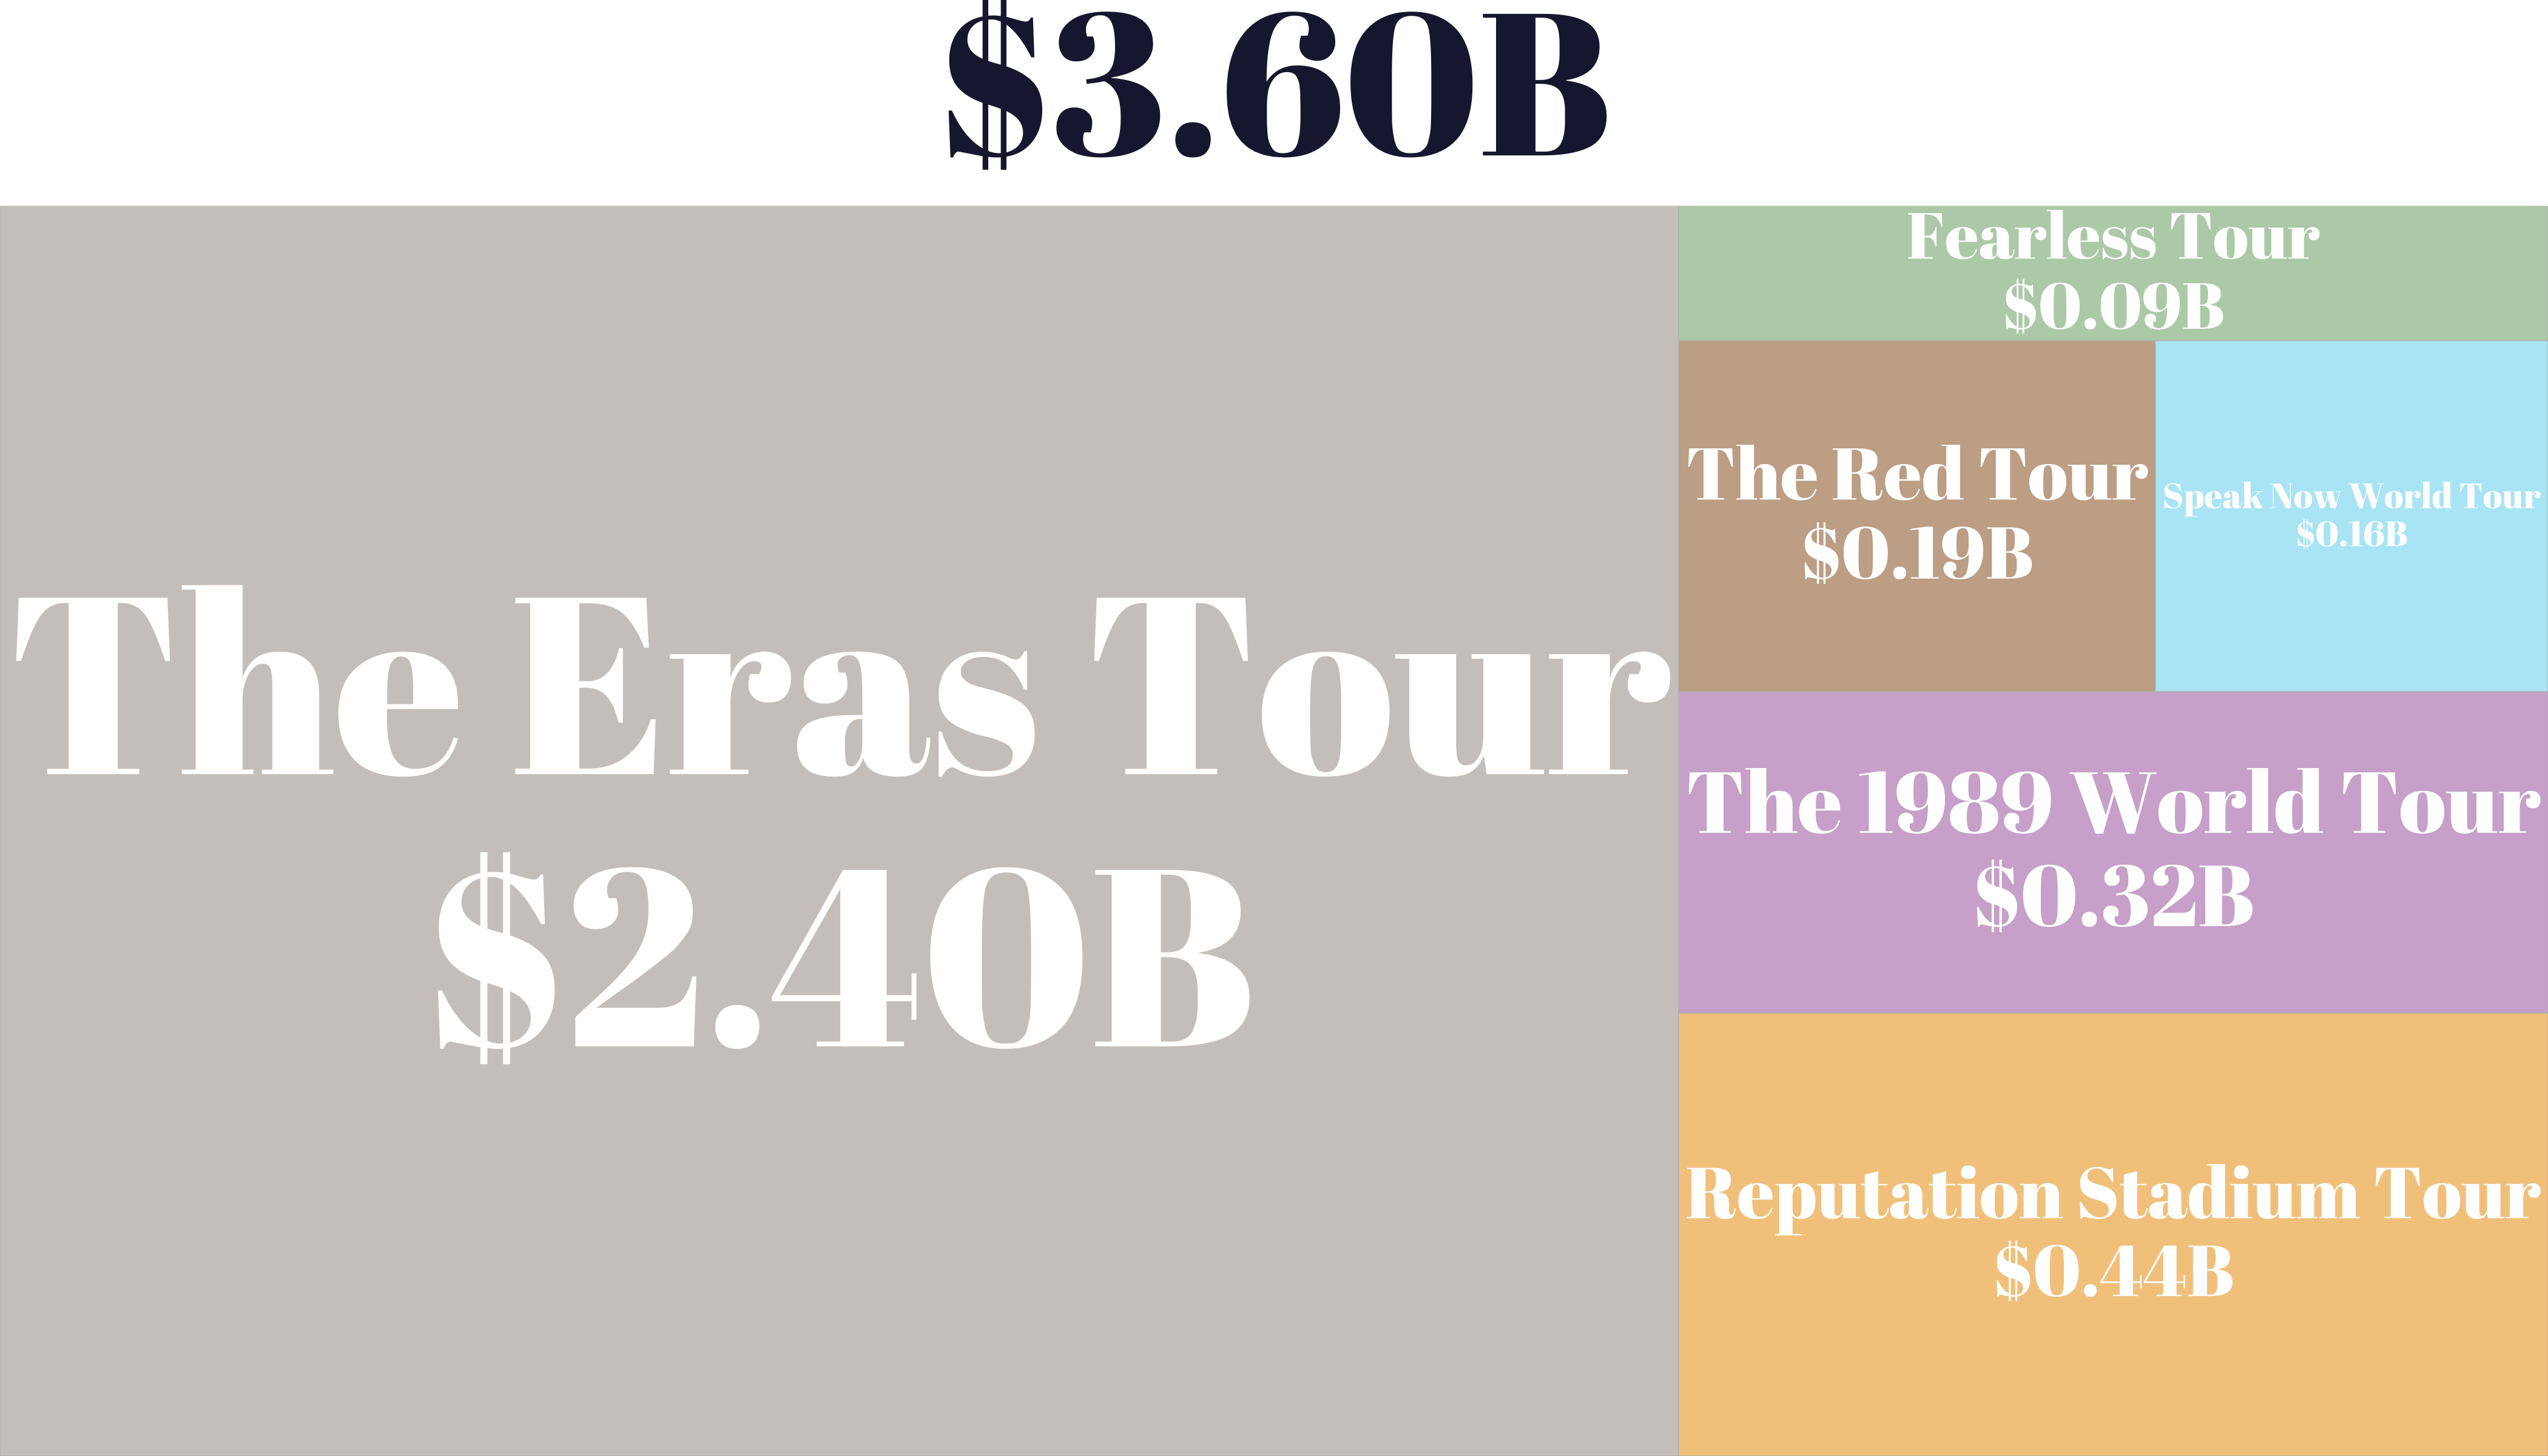 $3.60B
The Eras Tour
$2.40B
Fearless Tour
$0.09B
The Red Tour
$0.19B
Speak Now World Tour
$0.16B
The 1989 World Tour
$0.32B
Reputation Stadium Tour
$0.44B